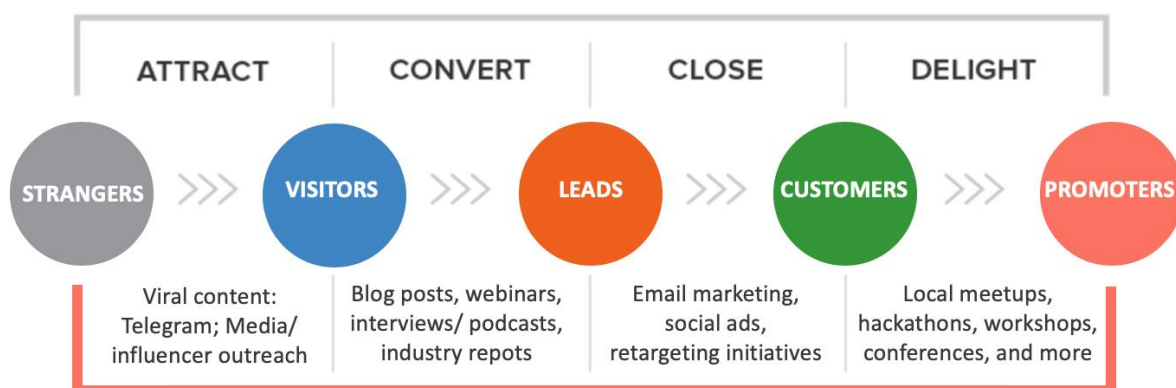 ATTRACT
CONVERT
CLOSE
DELIGHT
STRANGERS
VISITORS
LEADS
CUSTOMERS
PROMOTERS
Viral content:
Telegram; Media/
influencer outreach
Blog posts, webinars,
interviews/ podcasts,
industry repots
Email marketing,
social ads,
retargeting initiatives
Local meetups,
hackathons, workshops,
conferences, and more